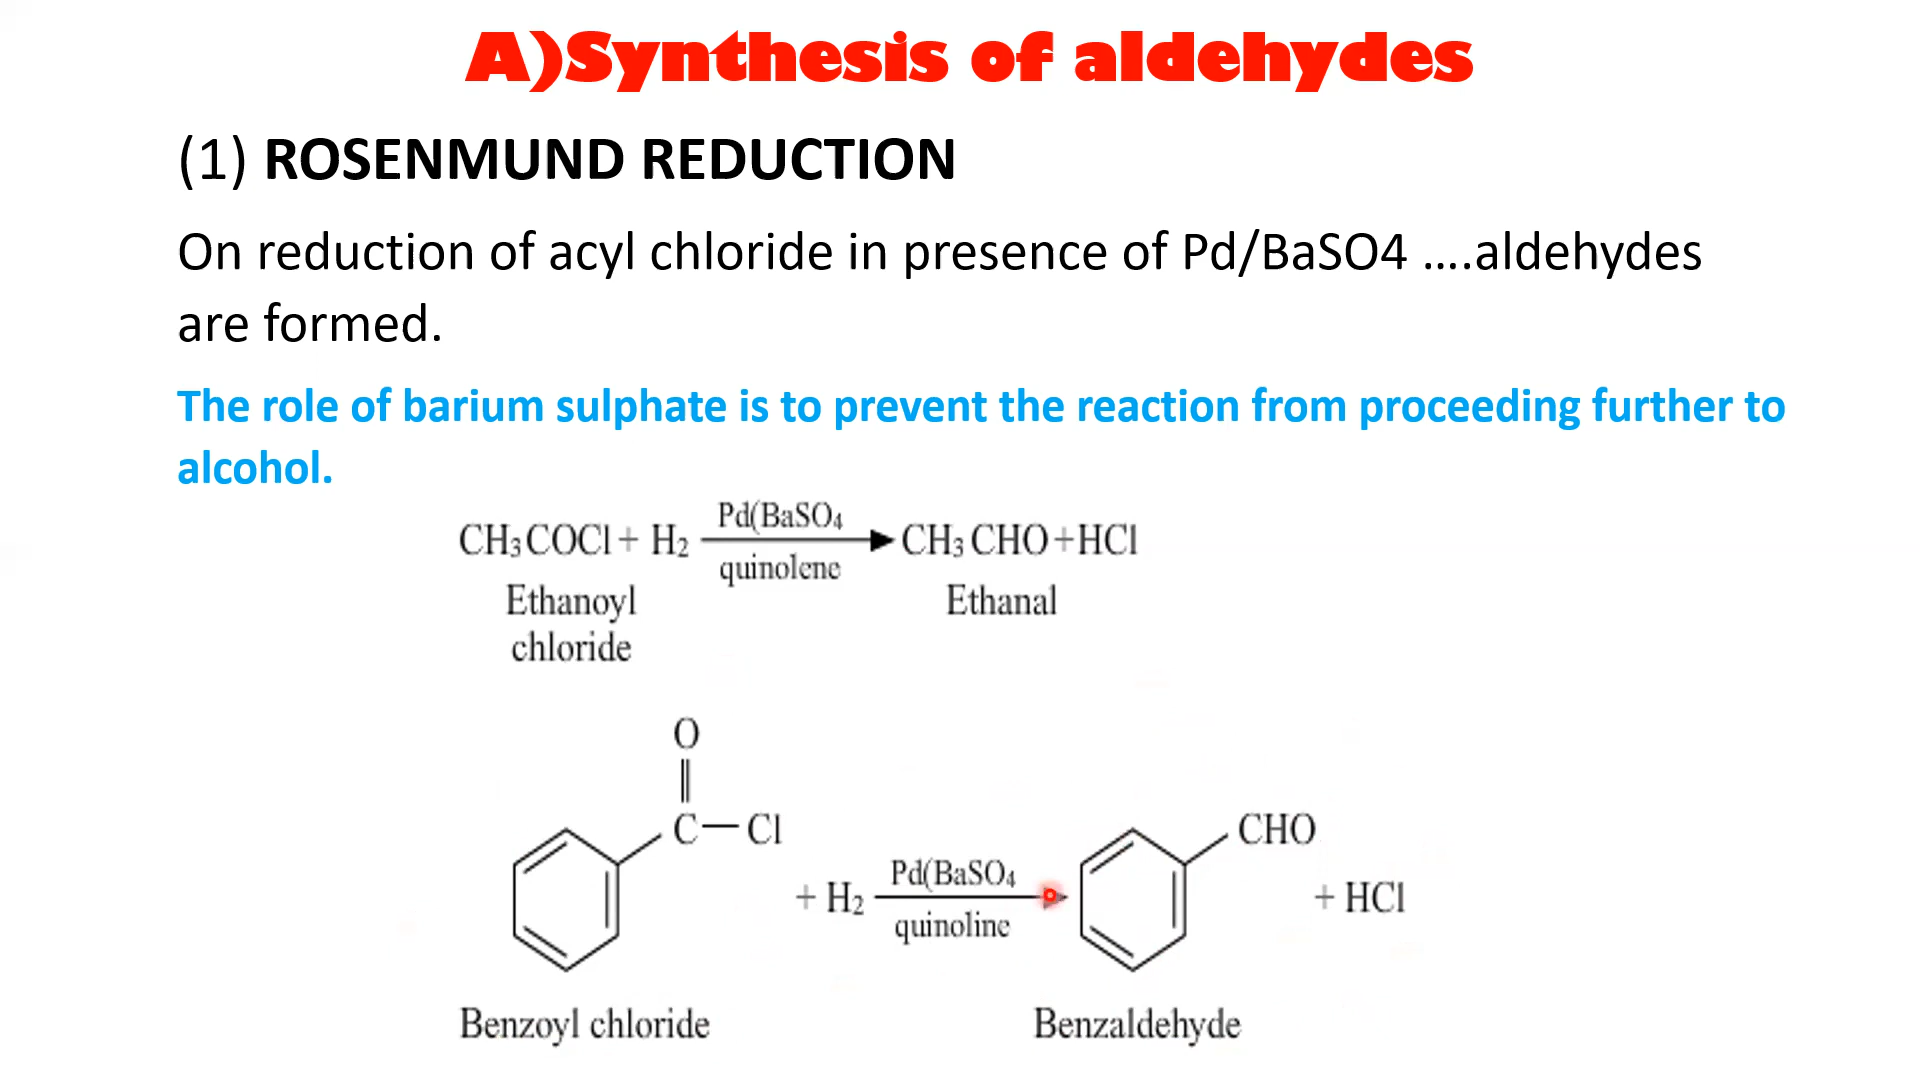 A)Synthesis of aldehydes
(1) ROSENMUND REDUCTION
On reduction of acyl chloride in presence of Pd/BaSO4 ....aldehydes
are formed.
The role of barium sulphate is to prevent the reaction from proceeding further to
alcohol.
CH₃COCl + H₂ Pd(BaSO₄ CH₃CHO+HCl
quinolene
Ethanoyl Ethanal
chloride
O
C Cl CHO
Pd(BaSO₄
+ H₂ + HCl
quinoline
Benzoyl chloride Benzaldehyde